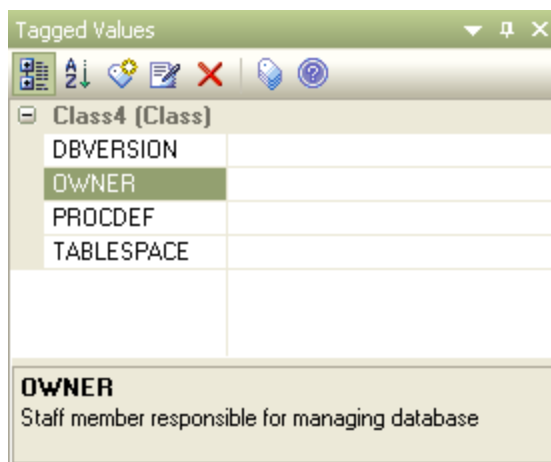 Tagged Values
Class4 (Class)
DBVERSION
OWNER
PROCDEF
TABLESPACE
OWNER
Staff member responsible for managing database